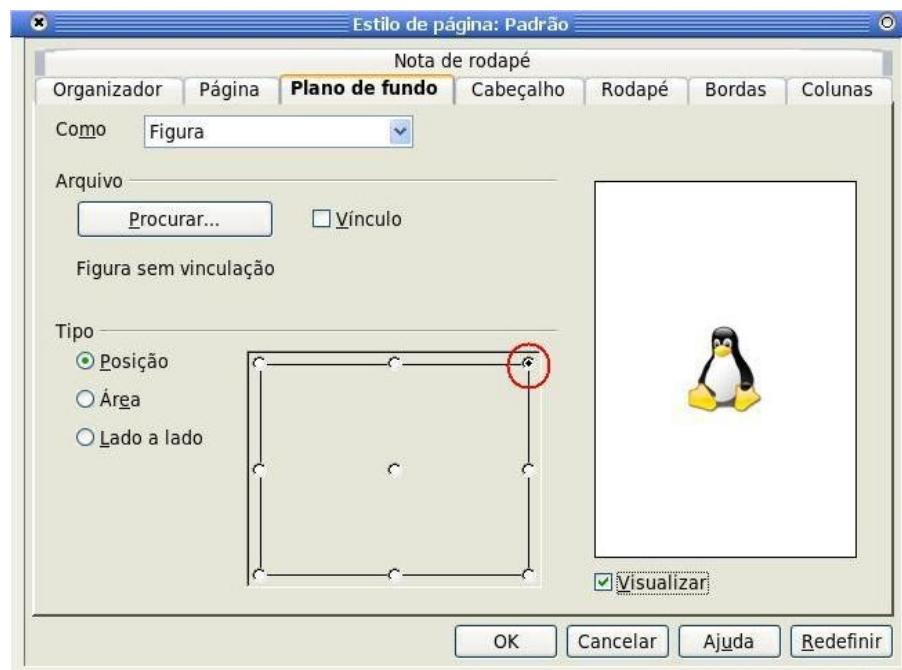 Estilo de página: Padrão
Nota de rodapé
Organizador Página Plano de fundo Cabeçalho Rodapé Bordas Colunas
Como Figura
Arquivo
Procurar... Vínculo
Figura sem vinculação
Tipo
Posição
Área
Lado a lado
Visualizar
OK Cancelar Ajuda Redefinir